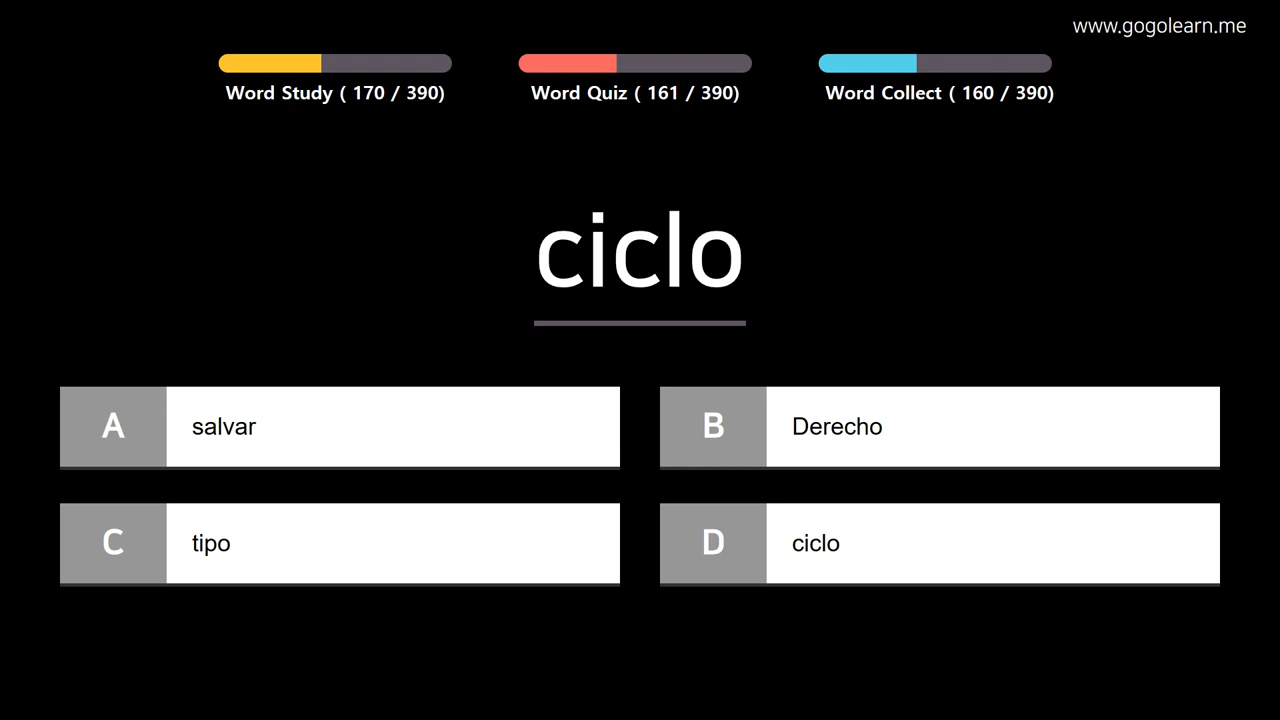 www.gogolearn.me
Word Study ( 170 / 390)
Word Quiz ( 161 / 390)
Word Collect ( 160 / 390)
ciclo
A salvar
B Derecho
C tipo
D ciclo